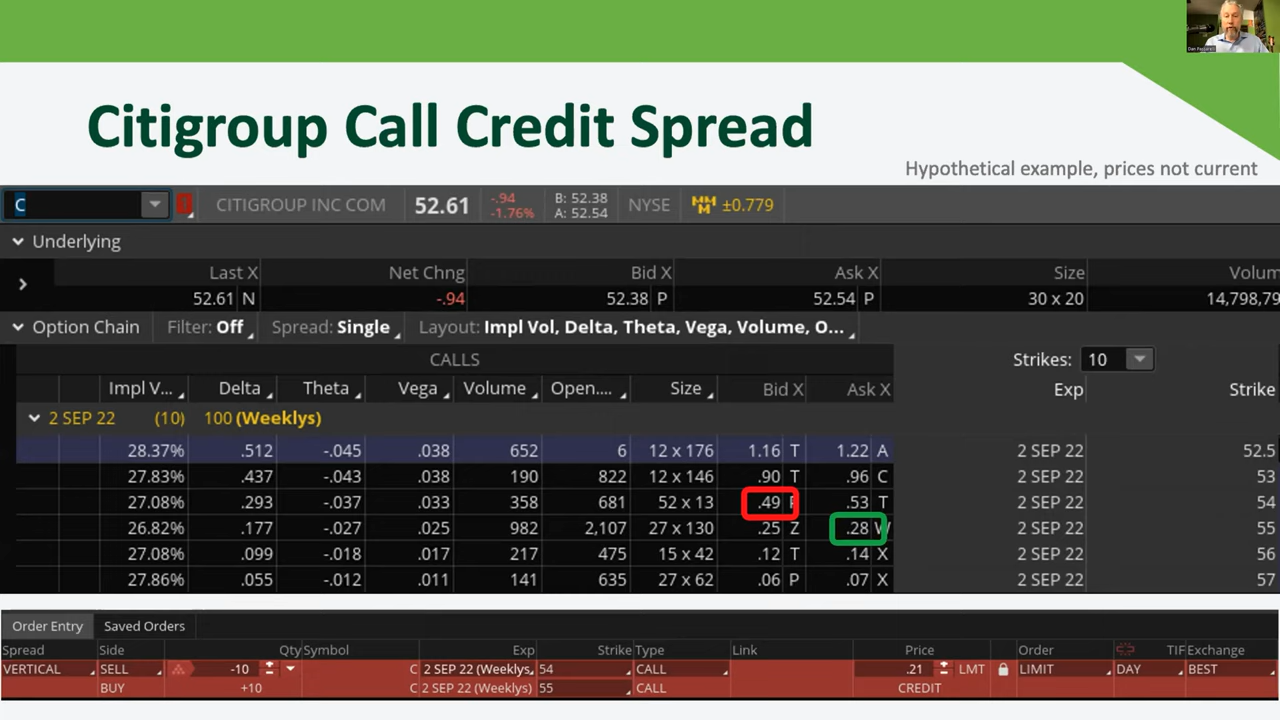 Citigroup Call Credit Spread
Hypothetical example, prices not current
C CITIGROUP INC COM 52.61 -.94 -1.76% B: 52.38 A: 52.54 NYSE MMM ±0.779
Underlying
Last X Net Chng Bid X Ask X Size Volum
52.61 N -.94 52.38 P 52.54 P 30 x 20 14,798,79
Option Chain Filter: Off Spread: Single Layout: Impl Vol, Delta, Theta, Vega, Volume, O...
CALLS Strikes: 10
Impl V... Delta Theta Vega Volume Open.... Size Bid X Ask X Exp Strike
2 SEP 22 (10) 100 (Weeklys)
28.37% .512 -.045 .038 652 6 12 x 176 1.16 T 1.22 A 2 SEP 22 52.5
27.83% .437 -.043 .038 190 822 12 x 146 .90 T .96 C 2 SEP 22 53
27.08% .293 -.037 .033 358 681 52 x 13 .49 .53 T 2 SEP 22 54
26.82% .177 -.027 .025 982 2,107 27 x 130 .25 Z .28 W 2 SEP 22 55
27.08% .099 -.018 .017 217 475 15 x 42 .12 T .14 X 2 SEP 22 56
27.86% .055 -.012 .011 141 635 27 x 62 .06 P .07 X 2 SEP 22 57
Order Entry Saved Orders
Spread Side Qty Symbol Exp Strike Type Link Price Order TIF Exchange
VERTICAL SELL -10 C 2 SEP 22 (Weeklys, 54 CALL .21 LMT LIMIT DAY BEST
BUY +10 C 2 SEP 22 (Weeklys) 55 CALL CREDIT